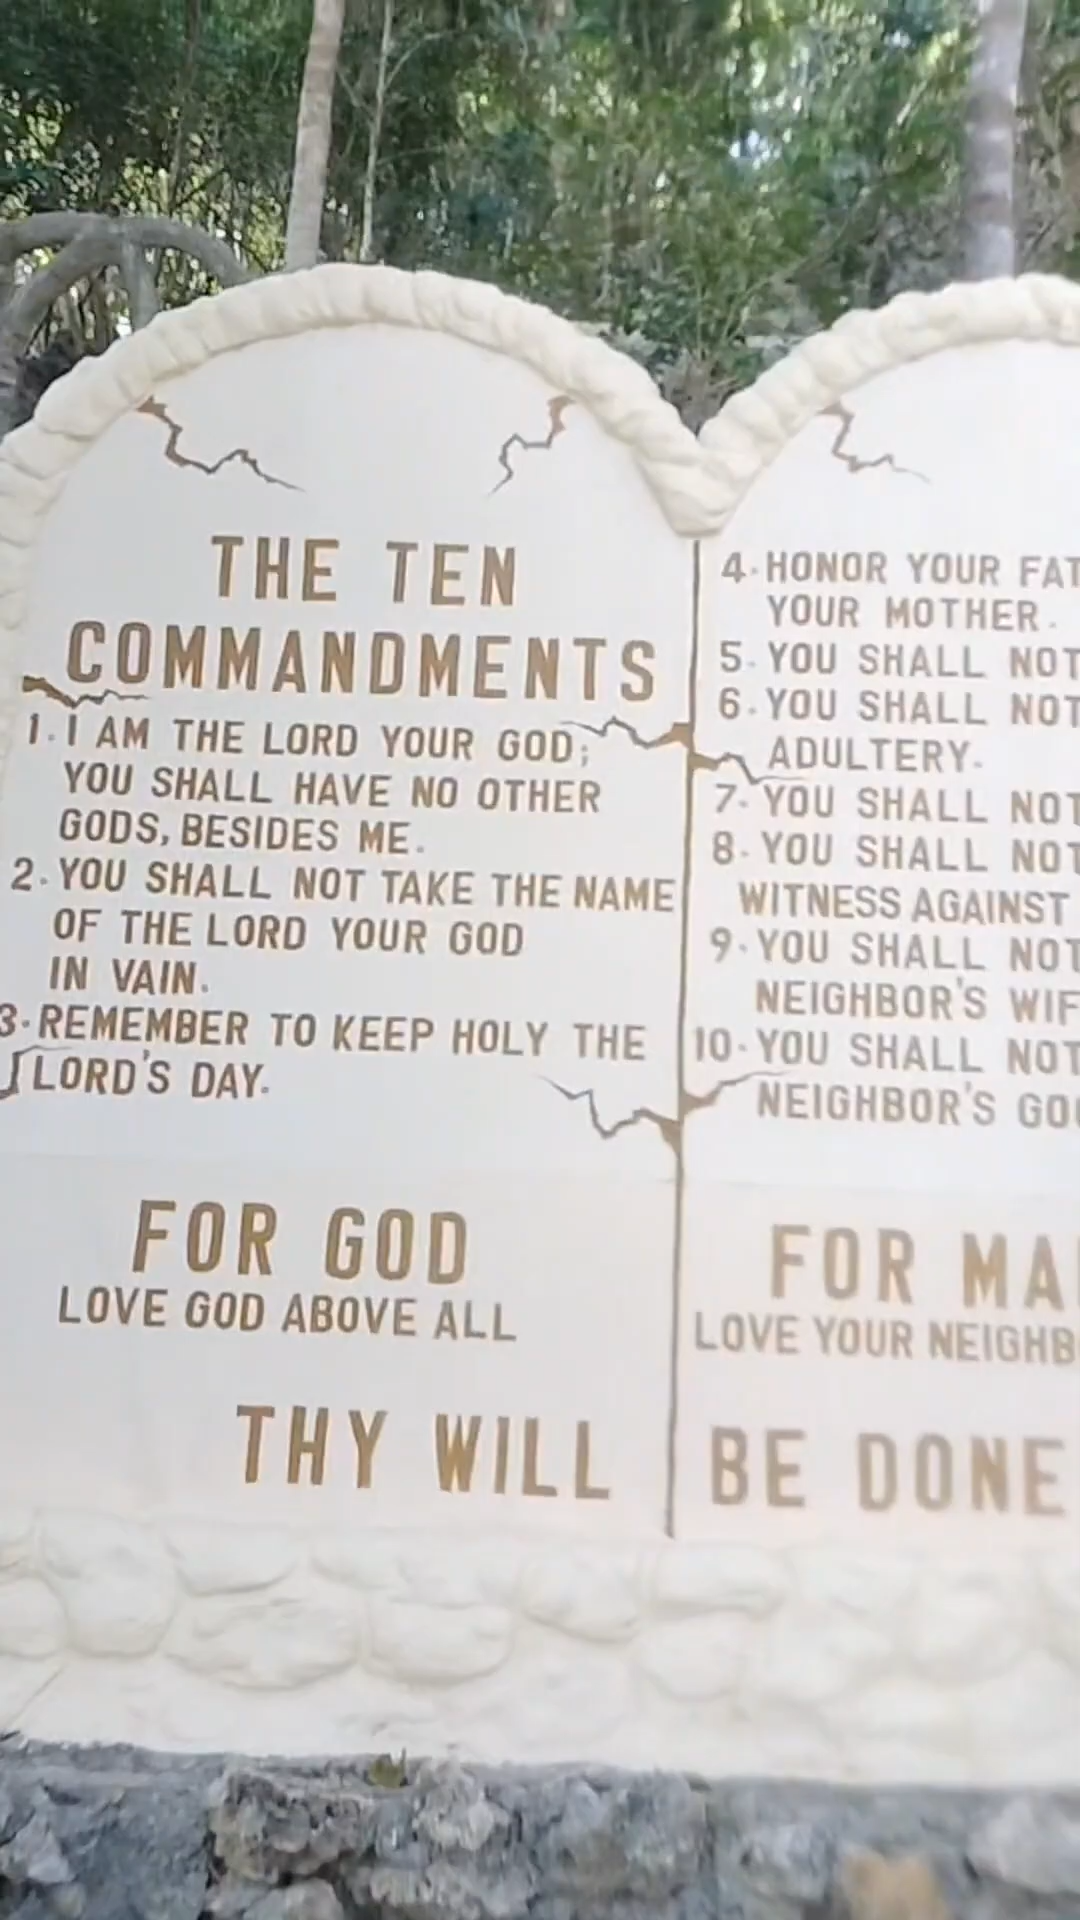 THE TEN
COMMANDMENTS
1. I AM THE LORD YOUR GOD;
YOU SHALL HAVE NO OTHER
GODS, BESIDES ME.
2. YOU SHALL NOT TAKE THE NAME
OF THE LORD YOUR GOD
IN VAIN.
3. REMEMBER TO KEEP HOLY THE
LORD'S DAY.
FOR GOD
LOVE GOD ABOVE ALL
4. HONOR YOUR
YOUR MOTHER.
5. YOU SHALL NOT
6. YOU SHALL NOT
ADULTERY.
7. YOU SHALL NOT
8. YOU SHALL NOT
WITNESS AGAINST
9. YOU SHALL NOT
NEIGHBOR'S
10. YOU SHALL NOT
NEIGHBOR'S
FOR
LOVE YOUR
THY WILL BE DONE